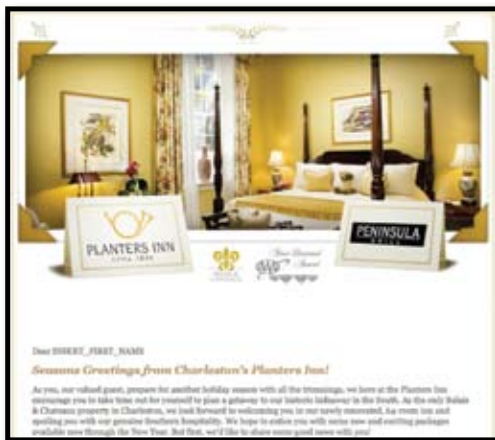 PLANTERS INN
PENINSULA
GRILL
Dear INSERT_FIRST_NAME
Seasons Greetings from Charleston's Planters Inn!
As you, our valued guest, prepare for another holiday season with all the trimmings, we here at the Planters Inn
encourage you to take time out for yourself to plan a getaway to our historic hideaway in the South. As the only Relais
& Chateaux property in Charleston, we look forward to welcoming you in our newly renovated, 64 room inn and
spoiling you with our genuine Southern hospitality. We hope to entice you with some new and exciting packages
available now through the New Year. But first, we'd like to share some good news with you!